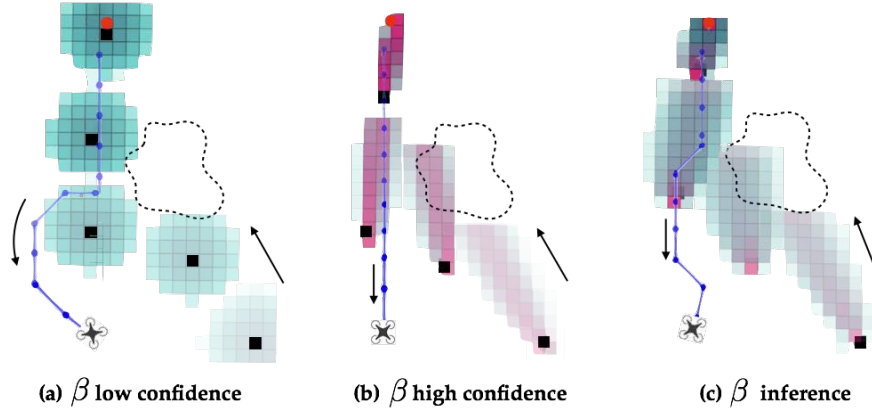 (a) β low confidence
(b) β high confidence
(c) β inference